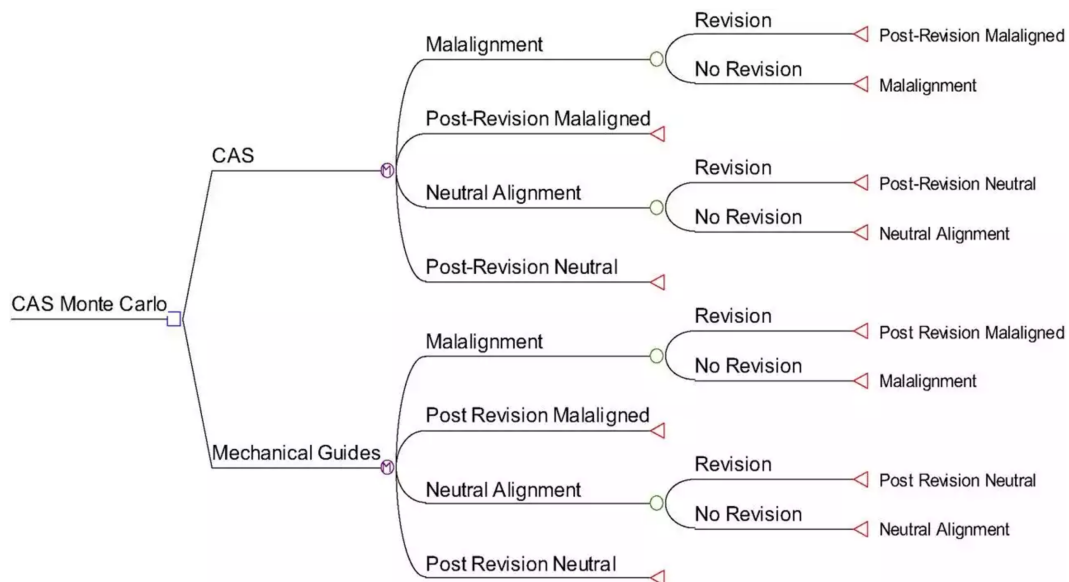 Revision
Malalignment
Post-Revision Malaligned
No Revision
Malalignment
Post-Revision Malaligned
CAS
Revision
Post-Revision Neutral
Neutral Alignment
No Revision
Neutral Alignment
Post-Revision Neutral
CAS Monte Carlo
Revision
Malalignment
Post Revision Malaligned
No Revision
Malalignment
Post Revision Malaligned
Mechanical Guides
Revision
Post Revision Neutral
Neutral Alignment
No Revision
Neutral Alignment
Post Revision Neutral
M
M